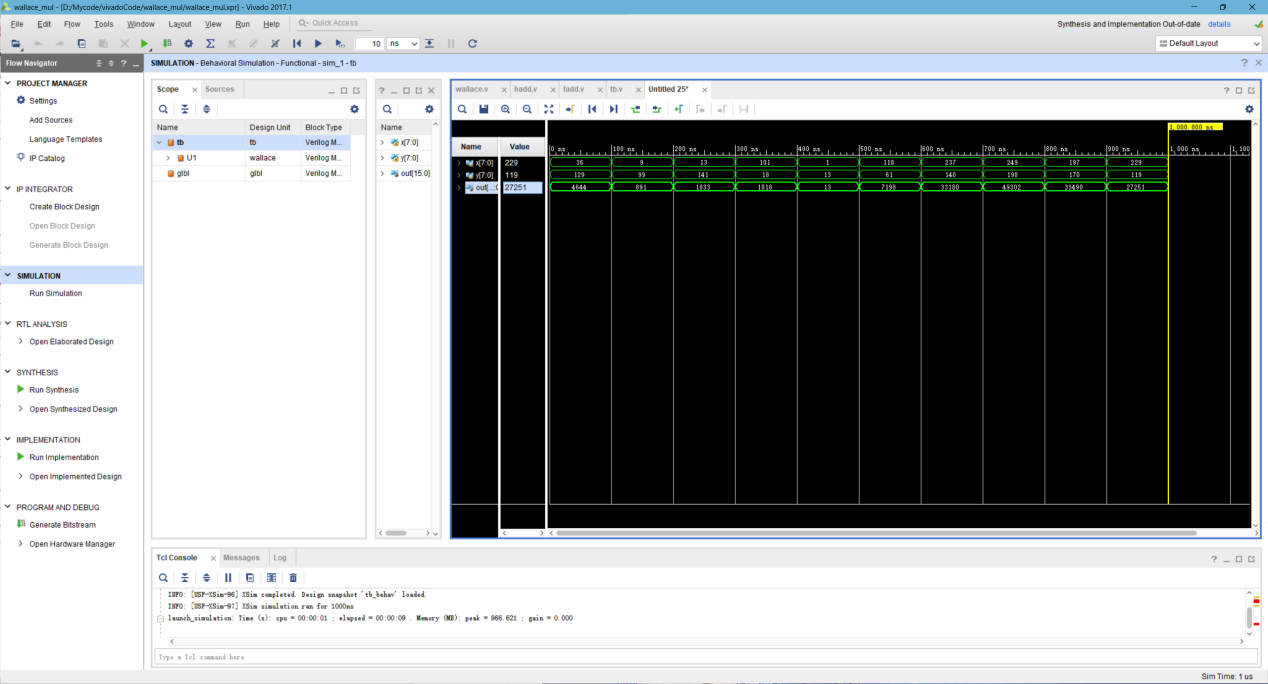 wallace_mul - [D:/Mycode/vivadoCode/wallace_mul/wallace_mul.xpr] - Vivado 2017.1
File Edit Flow Tools Window Layout View Run Help Quick Access
Synthesis and Implementation Out-of-date details
10 ns
Default Layout
Flow Navigator
SIMULATION - Behavioral Simulation - Functional - sim_1 - tb
PROJECT MANAGER
Settings
Add Sources
Language Templates
IP Catalog
IP INTEGRATOR
Create Block Design
Open Block Design
Generate Block Design
SIMULATION
Run Simulation
RTL ANALYSIS
Open Elaborated Design
SYNTHESIS
Run Synthesis
Open Synthesized Design
IMPLEMENTATION
Run Implementation
Open Implemented Design
PROGRAM AND DEBUG
Generate Bitstream
Open Hardware Manager
Scope Sources
Name Design Unit Block Type
tb tb Verilog M...
U1 wallace Verilog M...
glbl glbl Verilog M...
Name
x[7:0]
y[7:0]
out[15:0]
wallace.v hadd.v fadd.v tb.v Untitled 25*
1,000.000 ns
Name Value
0 ns 100 ns 200 ns 300 ns 400 ns 500 ns 600 ns 700 ns 800 ns 900 ns 1,000 ns 1,100
x[7:0] 229 36 9 13 101 1 118 237 249 197 229
y[7:0] 119 129 99 141 18 13 61 140 198 170 119
out[...:0] 27251 4644 891 1833 1818 13 7198 33180 49302 33490 27251
Tcl Console Messages Log
INFO: [USF-XSim-96] XSim completed. Design snapshot 'tb_behav' loaded.
INFO: [USF-XSim-97] XSim simulation ran for 1000ns
launch_simulation: Time (s): cpu = 00:00:01 ; elapsed = 00:00:09 . Memory (MB): peak = 966.621 ; gain = 0.000
Type a Tcl command here
Sim Time: 1 us